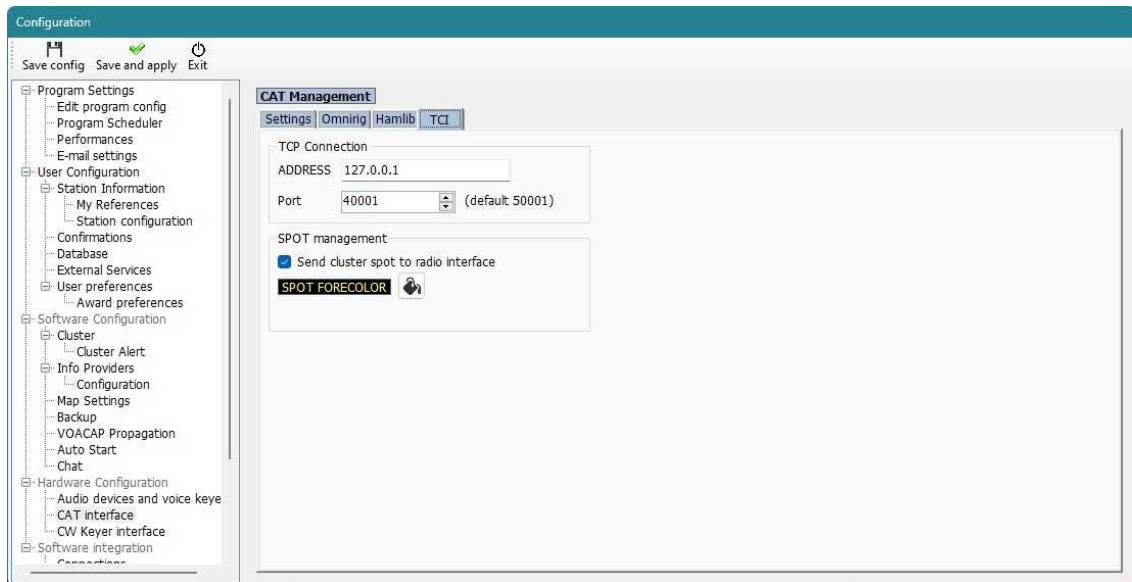 Configuration
Save config Save and apply Exit
Program Settings
Edit program config
Program Scheduler
Performances
E-mail settings
User Configuration
Station Information
My References
Station configuration
Confirmations
Database
External Services
User preferences
Award preferences
Software Configuration
Cluster
Cluster Alert
Info Providers
Configuration
Map Settings
Backup
VOACAP Propagation
Auto Start
Chat
Hardware Configuration
Audio devices and voice keye
CAT interface
CW Keyer interface
Software integration
Connections
CAT Management
Settings Omnirig Hamlib TCI
TCP Connection
ADDRESS 127.0.0.1
Port 40001 (default 50001)
SPOT management
Send cluster spot to radio interface
SPOT FORECOLOR